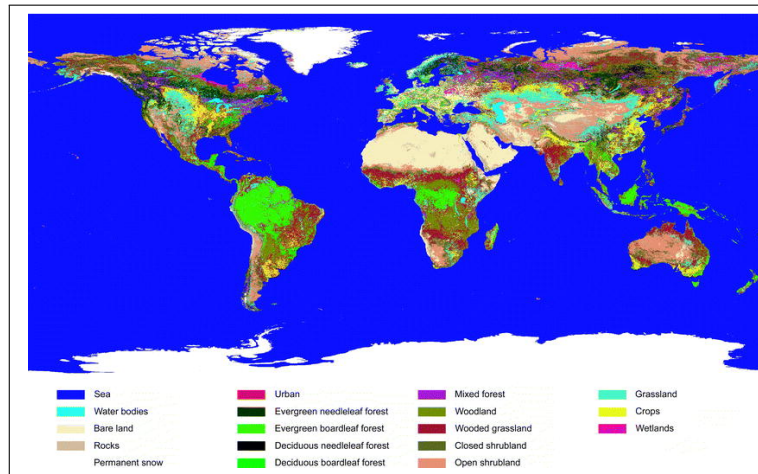 Sea
Water bodies
Bare land
Rocks
Permanent snow
Urban
Evergreen needleleaf forest
Evergreen boardleaf forest
Deciduous needleleaf forest
Deciduous boardleaf forest
Mixed forest
Woodland
Wooded grassland
Closed shrubland
Open shrubland
Grassland
Crops
Wetlands